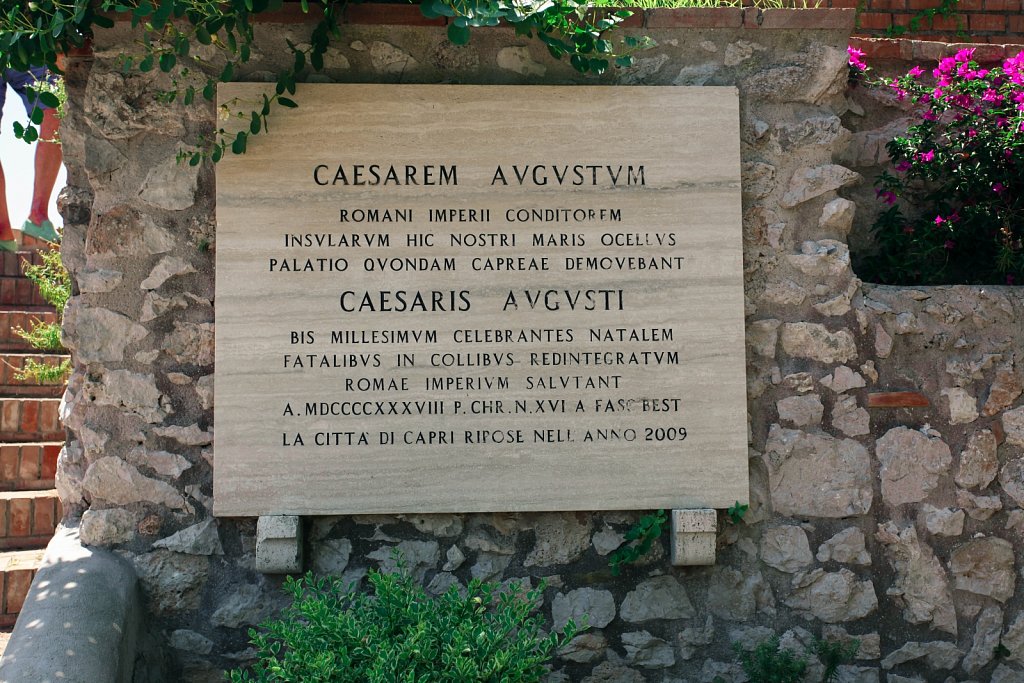 CAESAREM AVGVSTVM
ROMANI IMPERII CONDITOREM
INSVLARVM HIC NOSTRI MARIS OCELLVS
PALATIO QVONDAM CAPREAE DEMOVEBANT
CAESARIS AVGVSTI
BIS MILLESIMVM CELEBRANTES NATALEM
FATALIBVS IN COLLIBVS REDINTEGRATVM
ROMAE IMPERIVM SALVTANT
A. MDCCCCXXXVIII P. CHR. N. XVI A FASC BEST
LA CITTA' DI CAPRI RIPOSE NELL ANNO 2009